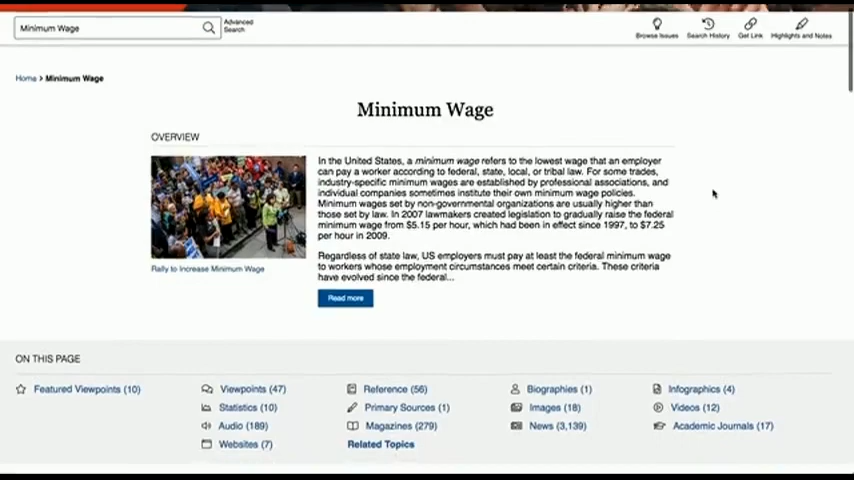 Minimum Wage
Advanced
Search
Browse Issues
Search History
Get Link
Highlights and Notes
Home > Minimum Wage
Minimum Wage
OVERVIEW
In the United States, a minimum wage refers to the lowest wage that an employer
can pay a worker according to federal, state, local, or tribal law. For some trades,
industry-specific minimum wages are established by professional associations, and
individual companies sometimes institute their own minimum wage policies.
Minimum wages set by non-governmental organizations are usually higher than
those set by law. In 2007 lawmakers created legislation to gradually raise the federal
minimum wage from $5.15 per hour, which had been in effect since 1997, to $7.25
per hour in 2009.
Rally to Increase Minimum Wage
Regardless of state law, US employers must pay at least the federal minimum wage
to workers whose employment circumstances meet certain criteria. These criteria
have evolved since the federal...
Read more
ON THIS PAGE
Featured Viewpoints (10)
Viewpoints (47)
Reference (56)
Biographies (1)
Infographics (4)
Statistics (10)
Primary Sources (1)
Images (18)
Videos (12)
Audio (189)
Magazines (279)
News (3,139)
Academic Journals (17)
Websites (7)
Related Topics